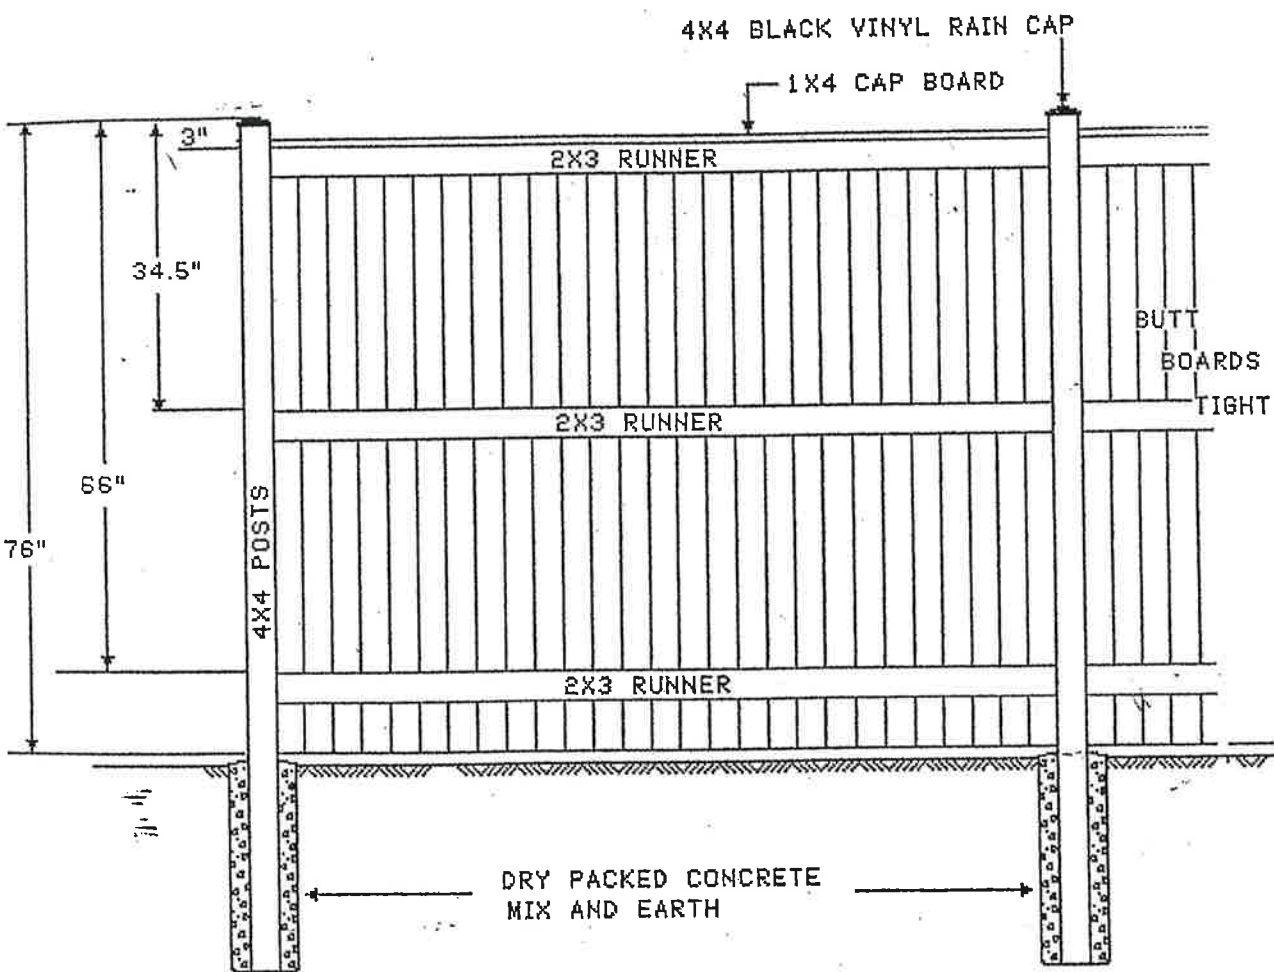 4X4 BLACK VINYL RAIN CAP
1X4 CAP BOARD
3"
2X3 RUNNER
34.5"
BUTT
BOARDS
TIGHT
2X3 RUNNER
66"
4X4 POSTS
76"
2X3 RUNNER
DRY PACKED CONCRETE
MIX AND EARTH